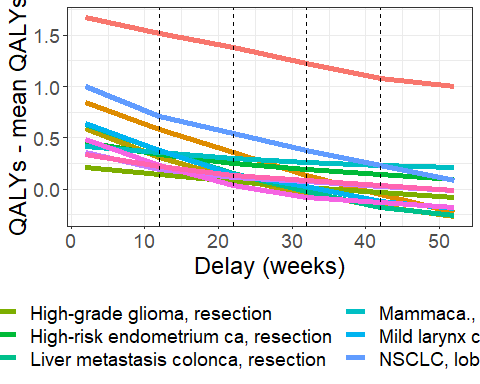 QALYs - mean QALYs
1.5
1.0
0.5
0.0
0 10 20 30 40 50
Delay (weeks)
High-grade glioma, resection
High-risk endometrium ca, resection
Liver metastasis colonca, resection
Mammaca.,
Mild larynx c
NSCLC, lob